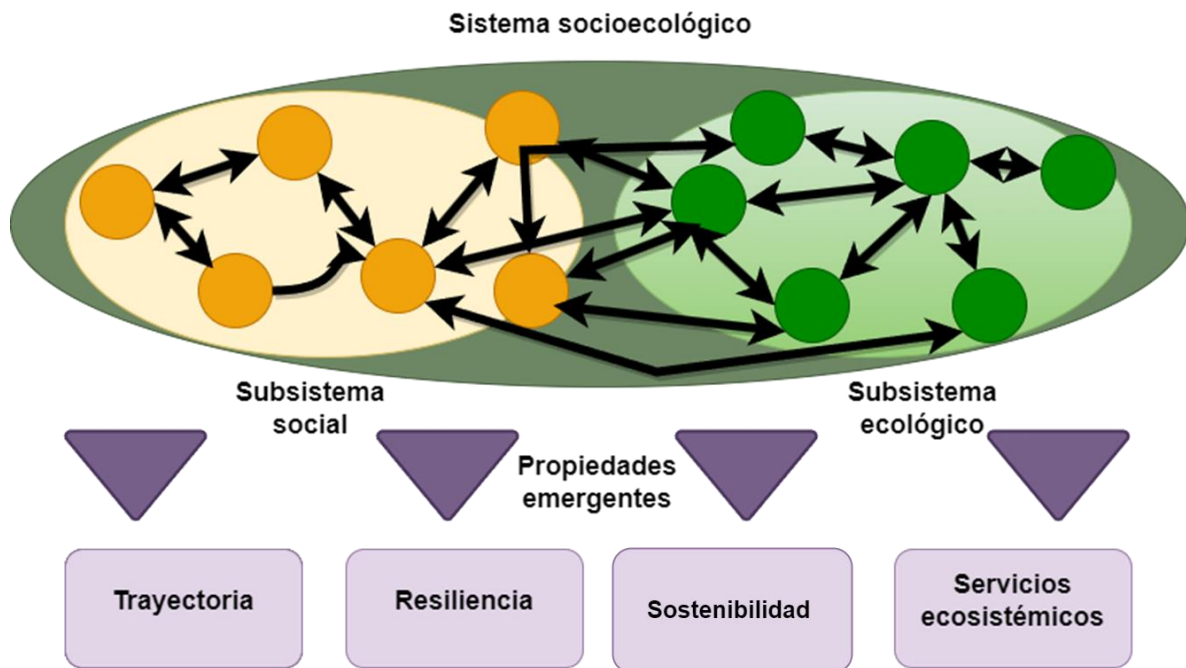 Sistema socioecológico
Subsistema
social
Subsistema
ecológico
Propiedades
emergentes
Trayectoria
Resiliencia
Sostenibilidad
Servicios
ecosistémicos